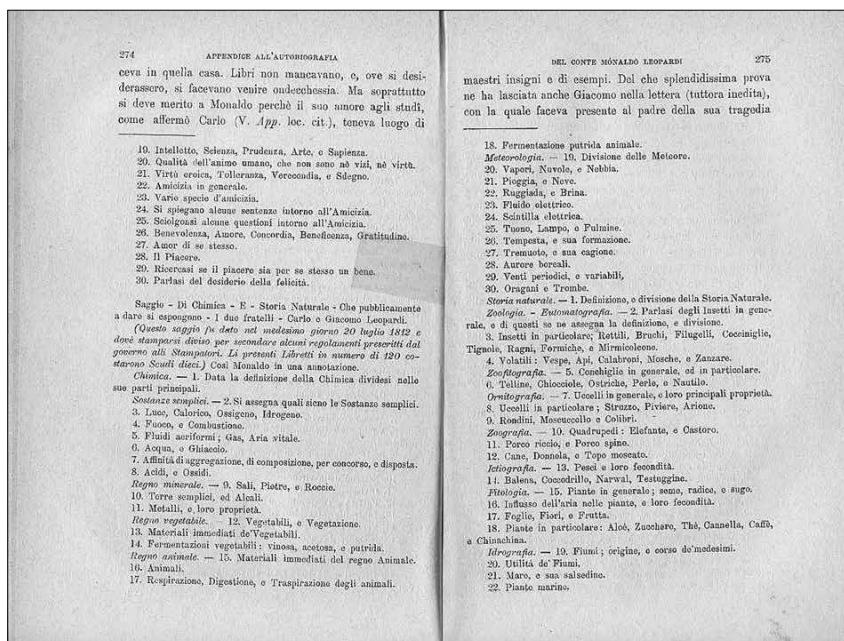 274 APPENDICE ALL'AUTOBIOGRAFIA
ceva in quella casa. Libri non mancavano, e, ove si desi-
derassero, si facevano venire ondecchessia. Ma soprattutto
si deve merito a Monaldo perchè il suo amore agli studî,
come affermò Carlo (V. App. loc. cit.), teneva luogo di
19. Intelletto, Scienza, Prudenza, Arte, e Sapienza.
20. Qualità dell'animo umano, che non sono nè vizi, nè virtù.
21. Virtù eroica, Tolleranza, Verecondia, e Sdegno.
22. Amicizia in generale.
23. Varie specie d'amicizia.
24. Si spiegano alcune sentenze intorno all'Amicizia.
25. Sciolgonsi alcune questioni intorno all'Amicizia.
26. Benevolenza, Amore, Concordia, Beneficenza, Gratitudine.
27. Amor di se stesso.
28. Il Piacere.
29. Ricercasi se il piacere sia per se stesso un bene.
30. Parlasi del desiderio della felicità.
Saggio - Di Chimica - E - Storia Naturale - Che pubblicamente
a dare si espongono - I due fratelli - Carlo e Giacomo Leopardi.
(Questo saggio fu dato nel medesimo giorno 20 luglio 1812 e
dovè stamparsi diviso per secondare alcuni regolamenti prescritti dal
governo alli Stampatori. Li presenti Libretti in numero di 120 co-
starono Scudi dieci.) Così Monaldo in una annotazione.
Chimica. — 1. Data la definizione della Chimica dividesi nelle
sue parti principali.
Sostanze semplici. — 2. Si assegna quali sieno le Sostanze semplici.
3. Luce, Calorico, Ossigeno, Idrogeno.
4. Fuoco, e Combustione.
5. Fluidi aeriformi; Gas, Aria vitale.
6. Acqua, e Ghiaccio.
7. Affinità di aggregazione, di composizione, per concorso, e disposta.
8. Acidi, e Ossidi.
Regno minerale. — 9. Sali, Pietre, e Roccie.
10. Terre semplici, ed Alcali.
11. Metalli, e loro proprietà.
Regno vegetabile. — 12. Vegetabili, e Vegetazione.
13. Materiali immediati de'Vegetabili.
14. Fermentazioni vegetabili: vinosa, acetosa, e putrida.
Regno animale. — 15. Materiali immediati del regno Animale.
16. Animali.
17. Respirazione, Digestione, e Traspirazione degli animali.
DEL CONTE MONALDO LEOPARDI 275
maestri insigni e di esempi. Del che splendidissima prova
ne ha lasciata anche Giacomo nella lettera (tuttora inedita),
con la quale faceva presente al padre della sua tragedia
18. Fermentazione putrida animale.
Meteorologia. — 19. Divisione delle Meteore.
20. Vapori, Nuvole, e Nebbia.
21. Pioggia, e Neve.
22. Ruggiada, e Brina.
23. Fluido elettrico.
24. Scintilla elettrica.
25. Tuono, Lampo, e Fulmine.
26. Tempesta, e sua formazione.
27. Tremuoto, e sua cagione.
28. Aurore boreali.
29. Venti periodici, e variabili,
30. Oragani e Trombe.
Storia naturale. — 1. Definizione, e divisione della Storia Naturale.
Zoologia. - Entomatografia. — 2. Parlasi degli Insetti in gene-
rale, e di questi se ne assegna la definizione, e divisione.
3. Insetti in particolare; Rettili, Bruchi, Filugelli, Cocciniglie,
Tignole, Ragni, Formiche, e Mirmicoleone.
4. Volatili: Vespe, Api, Calabroni, Mosche, e Zanzare.
Zoofitografia. — 5. Conchiglie in generale, ed in particolare.
6. Telline, Chiocciole, Ostriche, Perle, e Nautilo.
Ornitografia. — 7. Uccelli in generale, e loro principali proprietà.
8. Uccelli in particolare; Struzzo, Piviere, Arione.
9. Rondini, Moscuccello e Colibrì.
Zoografia. — 10. Quadrupedi: Elefante, e Castoro.
11. Porco riccio, e Porco spino.
12. Cane, Donnola, e Topo moscato.
Ictiografia. — 13. Pesci e loro fecondità.
14. Balena, Coccodrillo, Narwal, Testuggine.
Fitologia. — 15. Piante in generale; seme, radice, e sugo.
16. Influsso dell'aria nelle piante, e loro fecondità.
17. Foglie, Fiori, e Frutta.
18. Piante in particolare: Aloè, Zucchero, Thè, Cannella, Caffè,
e Chinachina.
Idrografia. — 19. Fiumi; origine, e corso de'medesimi.
20. Utilità de' Fiumi.
21. Mare, e sua salsedine.
22. Piante marine.